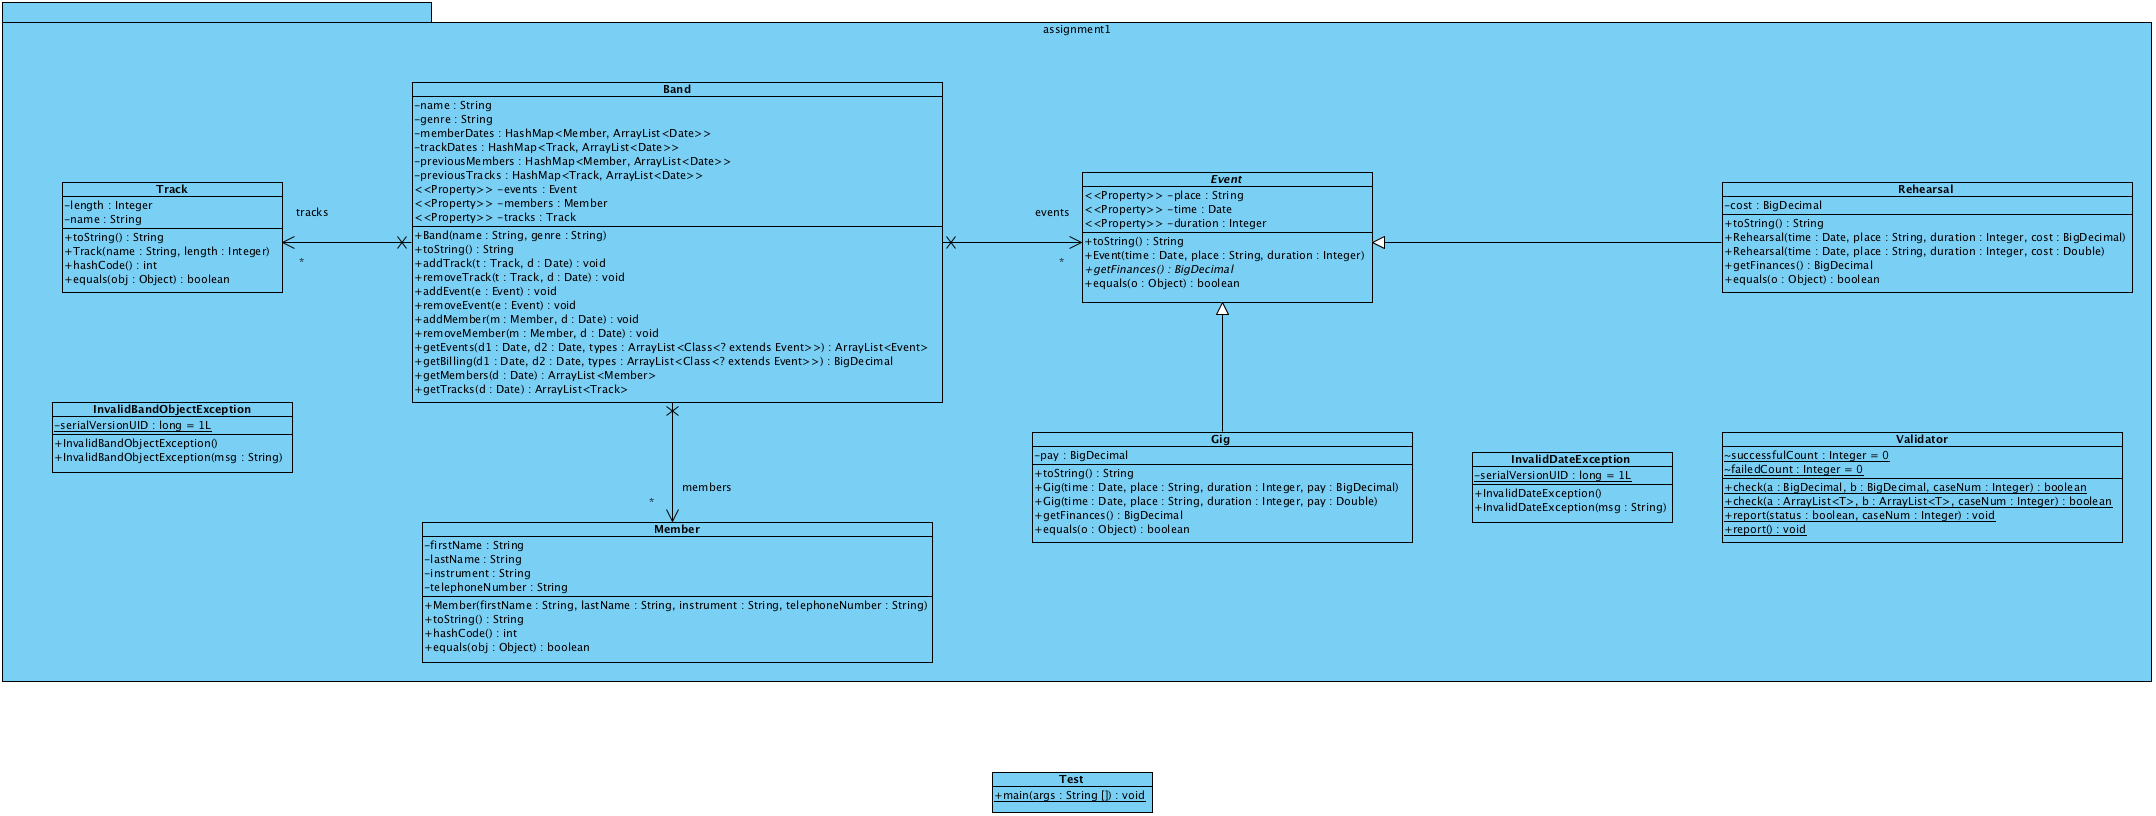 assignment1
Band
-name : String
-genre : String
-memberDates : HashMap<Member, ArrayList<Date>>
-trackDates : HashMap<Track, ArrayList<Date>>
-previousMembers : HashMap<Member, ArrayList<Date>>
-previousTracks : HashMap<Track, ArrayList<Date>>
<<Property>> -events : Event
<<Property>> -members : Member
<<Property>> -tracks : Track
+Band(name : String, genre : String)
+toString() : String
+addTrack(t : Track, d : Date) : void
+removeTrack(t : Track, d : Date) : void
+addEvent(e : Event) : void
+removeEvent(e : Event) : void
+addMember(m : Member, d : Date) : void
+removeMember(m : Member, d : Date) : void
+getEvents(d1 : Date, d2 : Date, types : ArrayList<Class<? extends Event>>) : ArrayList<Event>
+getBilling(d1 : Date, d2 : Date, types : ArrayList<Class<? extends Event>>) : BigDecimal
+getMembers(d : Date) : ArrayList<Member>
+getTracks(d : Date) : ArrayList<Track>
Track
-length : Integer
-name : String
+toString() : String
+Track(name : String, length : Integer)
+hashCode() : int
+equals(obj : Object) : boolean
tracks
*
events
*
Event
<<Property>> -place : String
<<Property>> -time : Date
<<Property>> -duration : Integer
+toString() : String
+Event(time : Date, place : String, duration : Integer)
+getFinances() : BigDecimal
+equals(o : Object) : boolean
Rehearsal
-cost : BigDecimal
+toString() : String
+Rehearsal(time : Date, place : String, duration : Integer, cost : BigDecimal)
+Rehearsal(time : Date, place : String, duration : Integer, cost : Double)
+getFinances() : BigDecimal
+equals(o : Object) : boolean
InvalidBandObjectException
-serialVersionUID : long = 1L
+InvalidBandObjectException()
+InvalidBandObjectException(msg : String)
members
*
Member
-firstName : String
-lastName : String
-instrument : String
-telephoneNumber : String
+Member(firstName : String, lastName : String, instrument : String, telephoneNumber : String)
+toString() : String
+hashCode() : int
+equals(obj : Object) : boolean
Gig
-pay : BigDecimal
+toString() : String
+Gig(time : Date, place : String, duration : Integer, pay : BigDecimal)
+Gig(time : Date, place : String, duration : Integer, pay : Double)
+getFinances() : BigDecimal
+equals(o : Object) : boolean
InvalidDateException
-serialVersionUID : long = 1L
+InvalidDateException()
+InvalidDateException(msg : String)
Validator
~successfulCount : Integer = 0
~failedCount : Integer = 0
+check(a : BigDecimal, b : BigDecimal, caseNum : Integer) : boolean
+check(a : ArrayList<T>, b : ArrayList<T>, caseNum : Integer) : boolean
+report(status : boolean, caseNum : Integer) : void
+report() : void
Test
+main(args : String []) : void